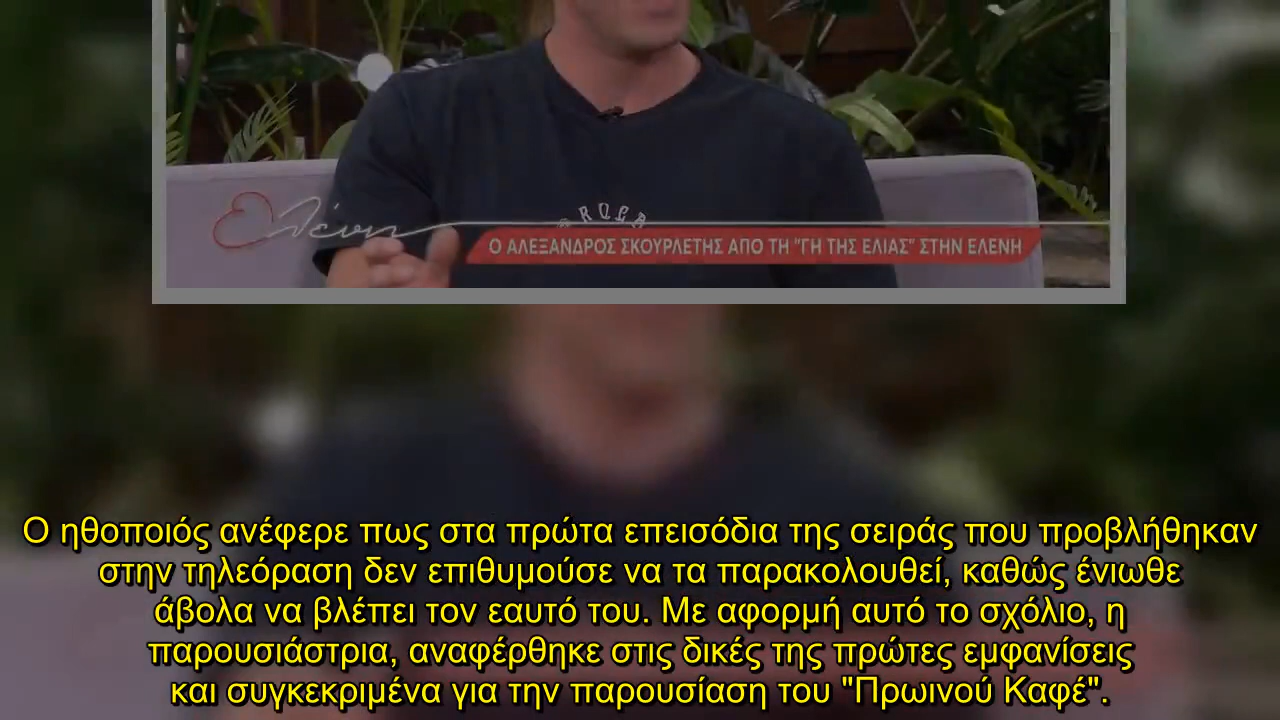 ROCA
Ελένη
Ο ΑΛΕΞΑΝΔΡΟΣ ΣΚΟΥΡΛΕΤΗΣ ΑΠΟ ΤΗ "ΓΗ ΤΗΣ ΕΛΙΑΣ" ΣΤΗΝ ΕΛΕΝΗ
Ο ηθοποιός ανέφερε πως στα πρώτα επεισόδια της σειράς που προβλήθηκαν
στην τηλεόραση δεν επιθυμούσε να τα παρακολουθεί, καθώς ένιωθε
άβολα να βλέπει τον εαυτό του. Με αφορμή αυτό το σχόλιο, η
παρουσιάστρια, αναφέρθηκε στις δικές της πρώτες εμφανίσεις
και συγκεκριμένα για την παρουσίαση του "Πρωινού Καφέ".